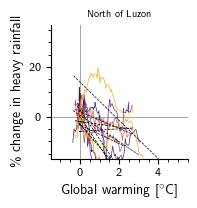 North of Luzon
% change in heavy rainfall
20
0
0 2 4
Global warming [°C]